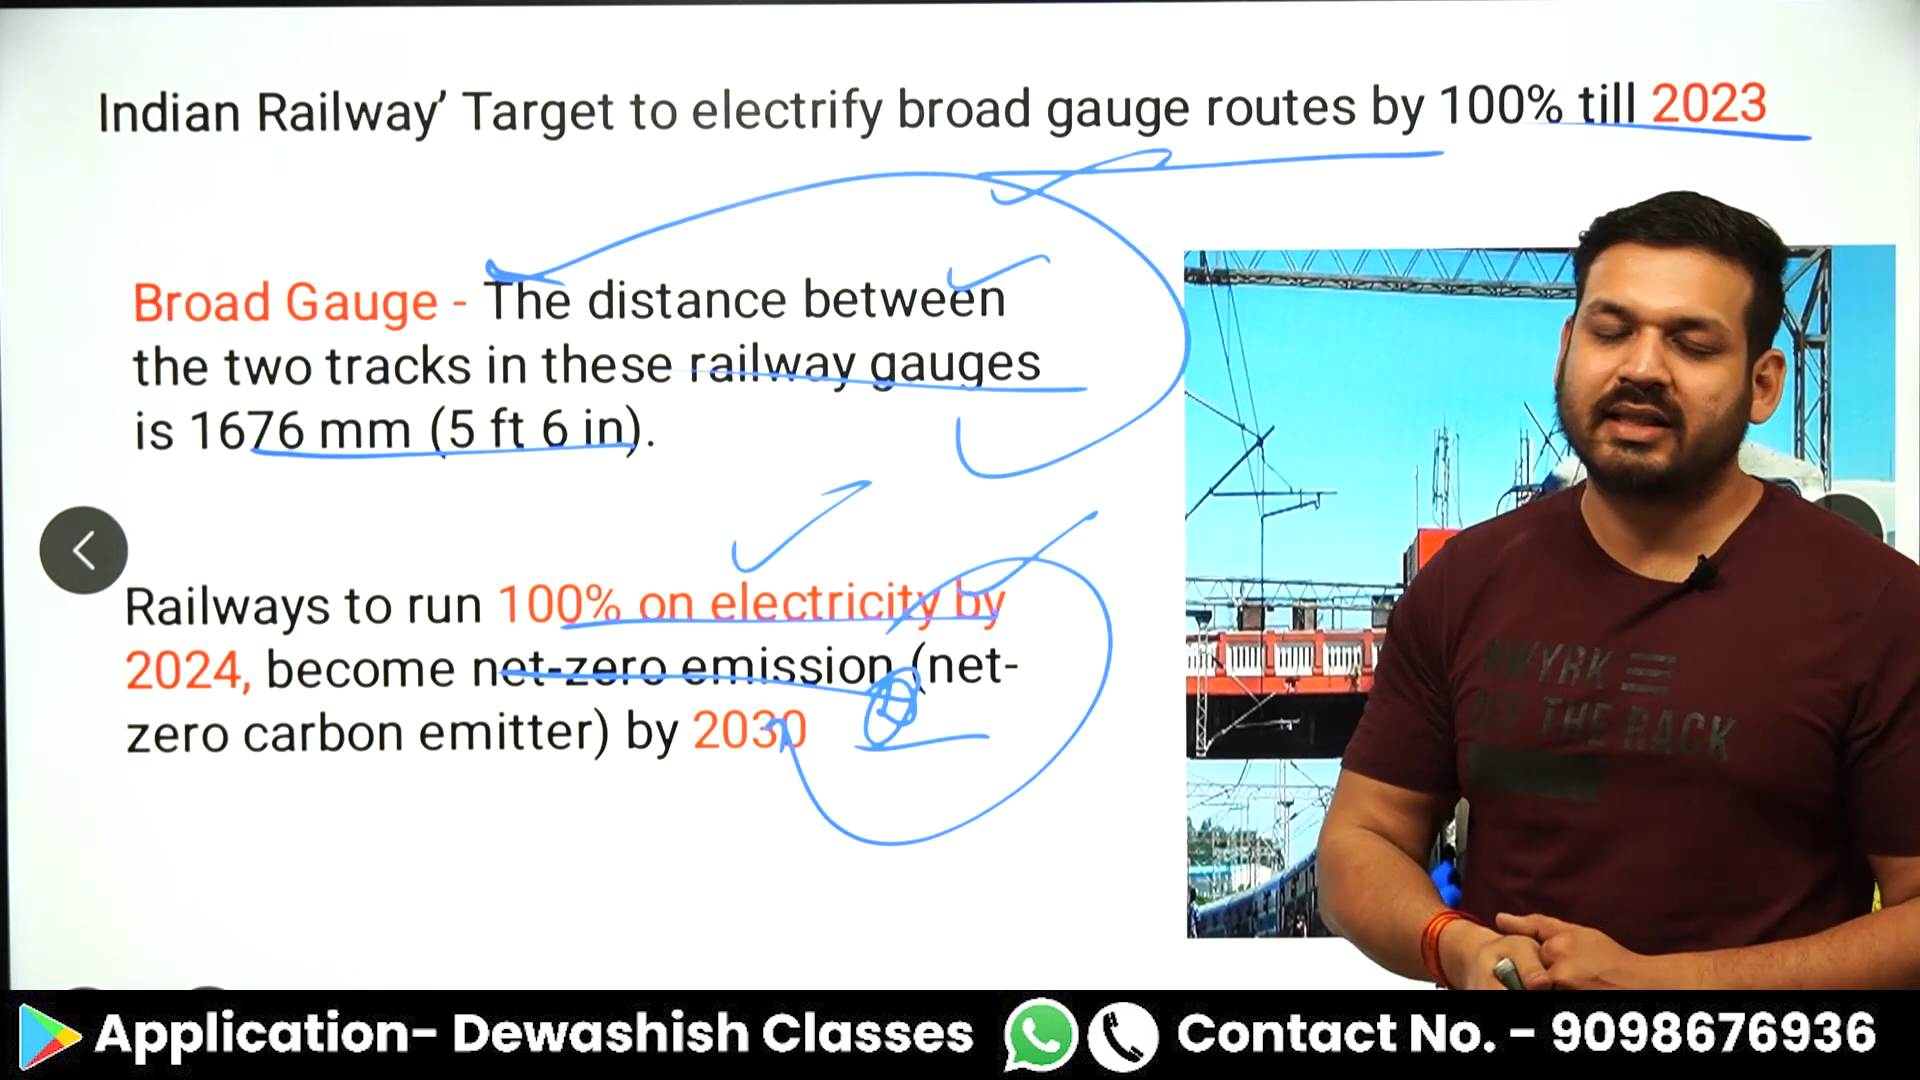 Indian Railway’ Target to electrify broad gauge routes by 100% till 2023
Broad Gauge - The distance between
the two tracks in these railway gauges
is 1676 mm (5 ft 6 in).
Railways to run 100% on electricity by
2024, become net-zero emission (net-
zero carbon emitter) by 2030
THE RACK
Application- Dewashish Classes
Contact No. - 9098676936